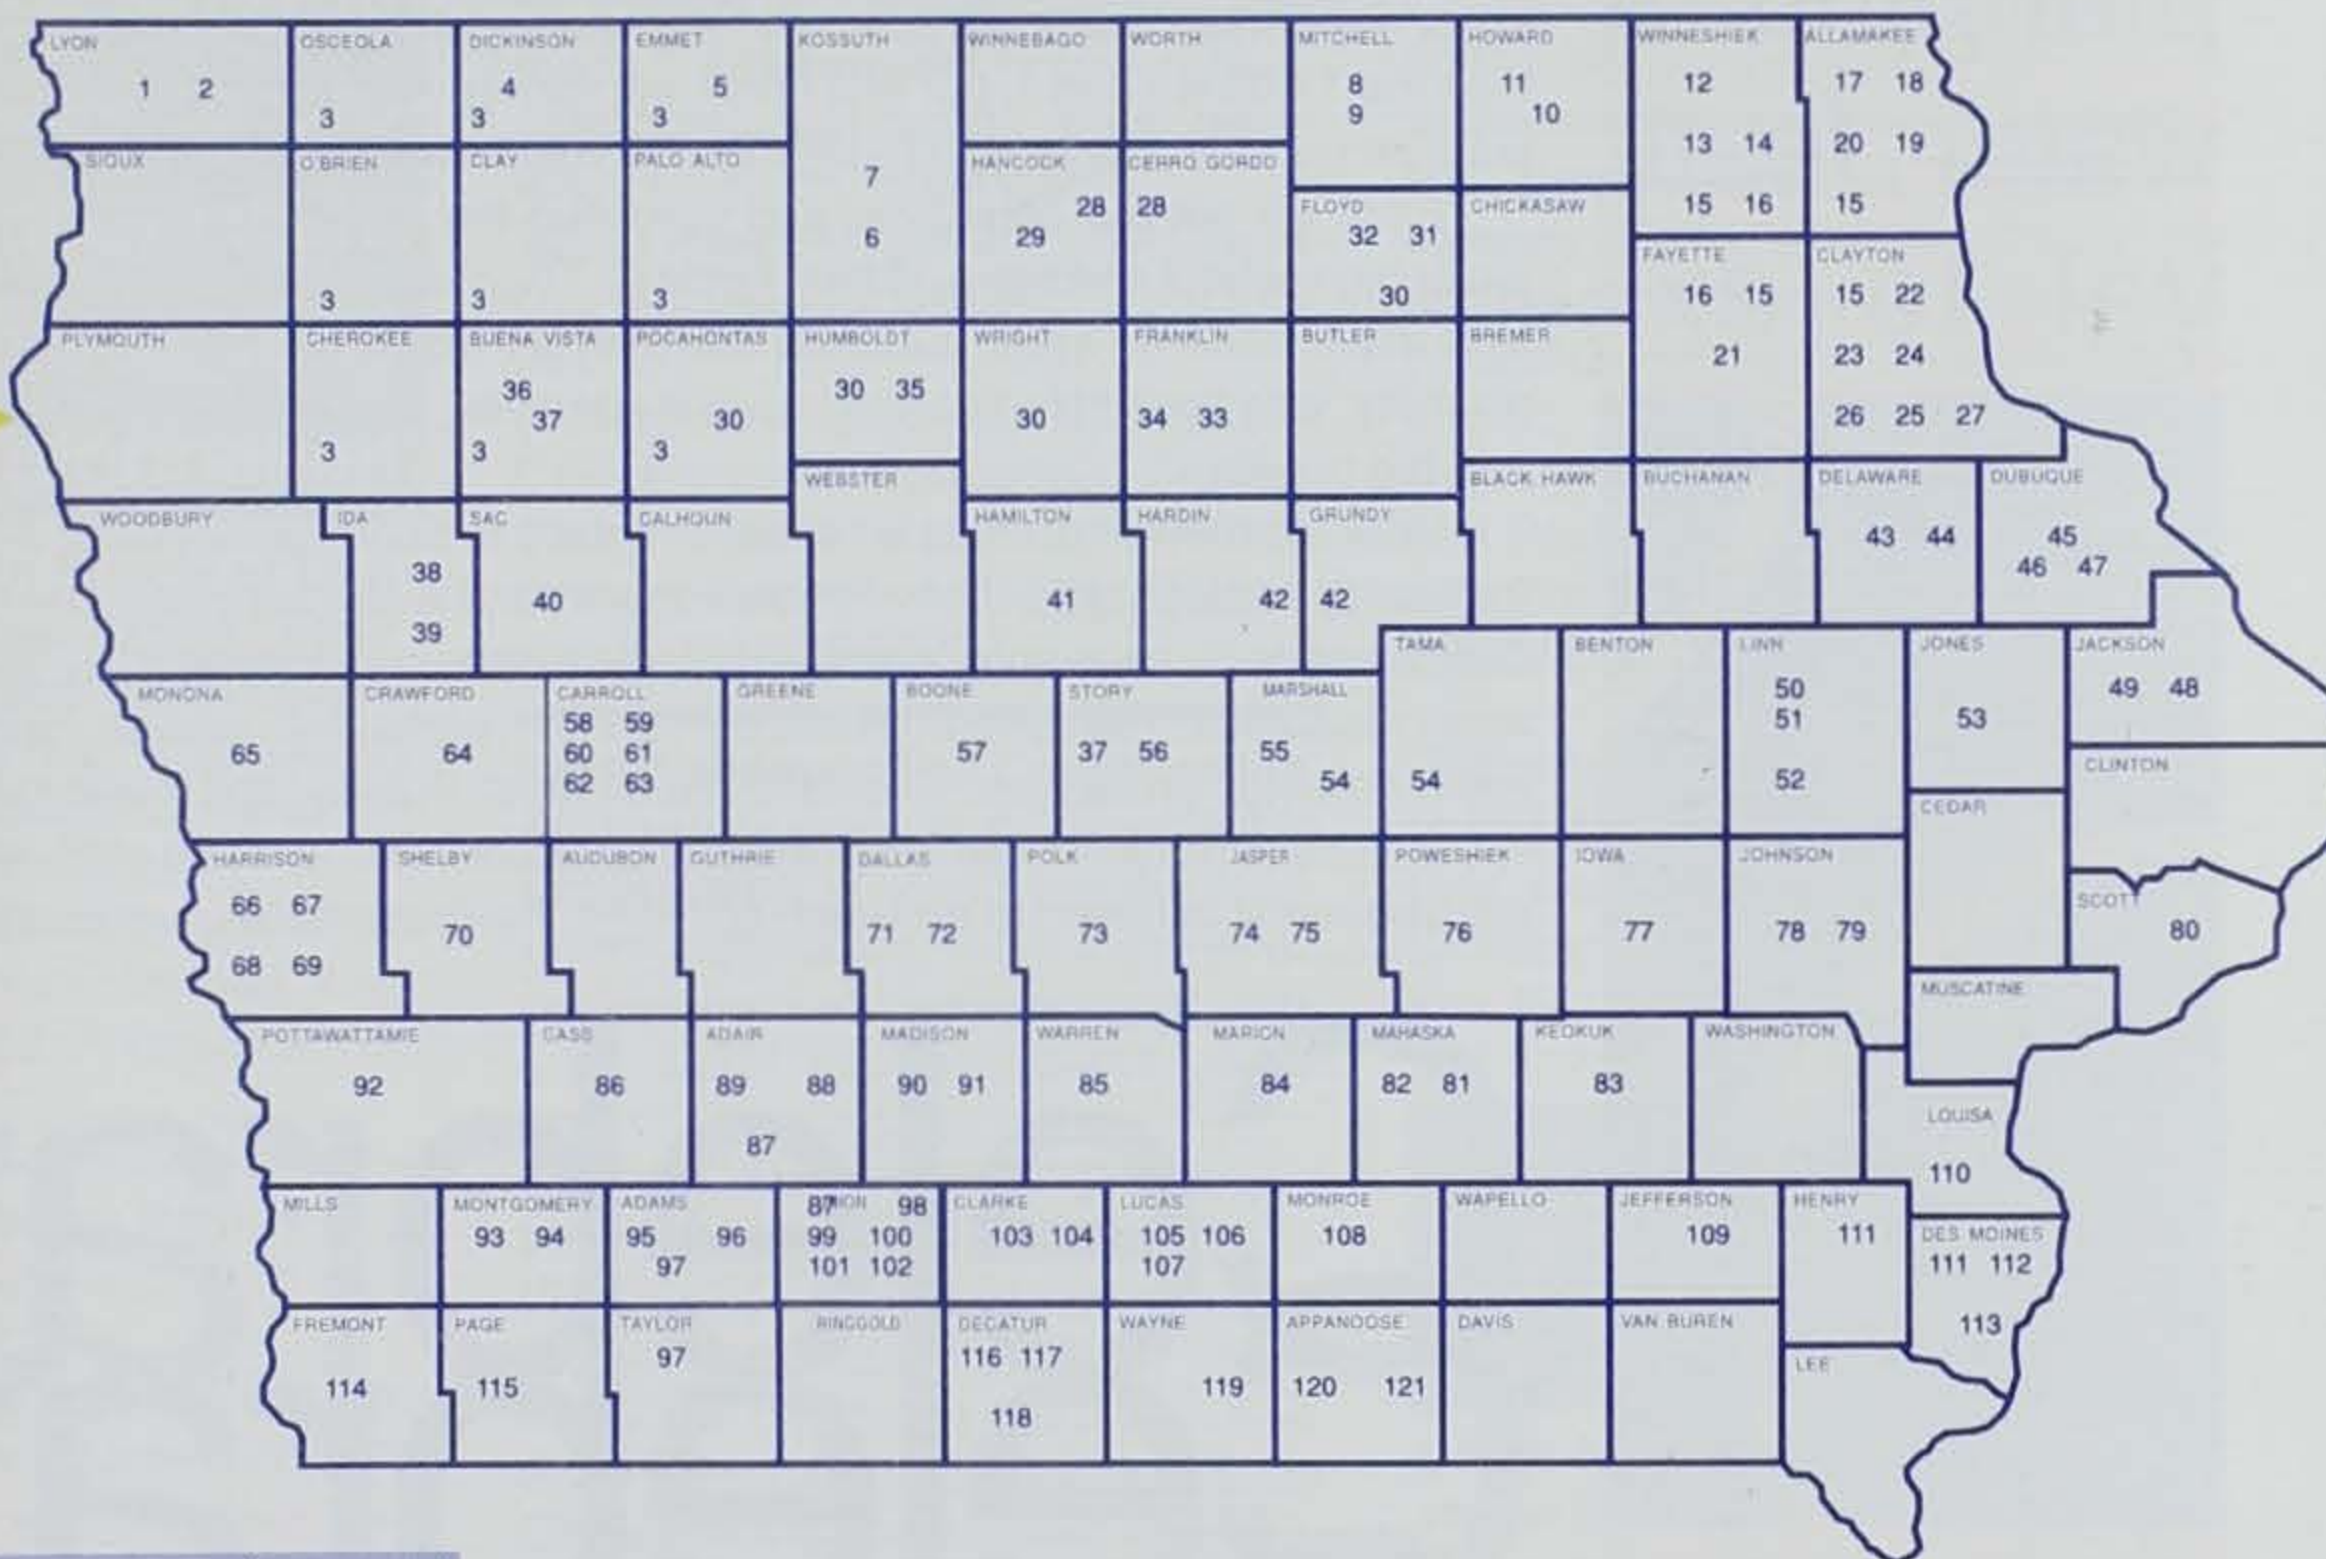 LYON
1 2
OSCEOLA
3
DICKINSON
4
3
EMMET
5
3
KOSSUTH
7
6
WINNEBAGO
WORTH
MITCHELL
8
9
HOWARD
11
10
WINNESHIEK
12
13 14
15 16
ALLAMAKEE
17 18
20 19
15
SIOUX
O'BRIEN
3
CLAY
3
PALO ALTO
3
HANCOCK
28
29
CERRO GORDO
28
FLOYD
32 31
30
CHICKASAW
FAYETTE
16 15
21
CLAYTON
15 22
23 24
26 25 27
PLYMOUTH
CHEROKEE
3
BUENA VISTA
36
37
3
POCAHONTAS
30
3
HUMBOLDT
30 35
WRIGHT
30
FRANKLIN
34 33
BUTLER
BREMER
WEBSTER
BLACK HAWK
BUCHANAN
DELAWARE
43 44
DUBUQUE
45
46 47
WOODBURY
IDA
38
39
SAC
40
CALHOUN
HAMILTON
41
HARDIN
42
GRUNDY
42
TAMA
54
BENTON
LINN
50
51
52
JONES
53
JACKSON
49 48
MONONA
65
CRAWFORD
64
CARROLL
58 59
60 61
62 63
GREENE
BOONE
57
STORY
37 56
MARSHALL
55
54
CLINTON
CEDAR
HARRISON
66 67
68 69
SHELBY
70
AUDUBON
GUTHRIE
DALLAS
71 72
POLK
73
JASPER
74 75
POWESHIEK
76
IOWA
77
JOHNSON
78 79
SCOTT
80
MUSCATINE
POTTAWATTAMIE
92
CASS
86
ADAIR
89 88
87
MADISON
90 91
WARREN
85
MARION
84
MAHASKA
82 81
KEOKUK
83
WASHINGTON
LOUISA
110
MILLS
MONTGOMERY
93 94
ADAMS
95 96
97
UNION
87 98
99 100
101 102
CLARKE
103 104
LUCAS
105 106
107
MONROE
108
WAPELLO
JEFFERSON
109
HENRY
111
DES MOINES
111 112
113
FREMONT
114
PAGE
115
TAYLOR
97
RINGGOLD
DECATUR
116 117
118
WAYNE
119
APPANOOSE
120 121
DAVIS
VAN BUREN
LEE